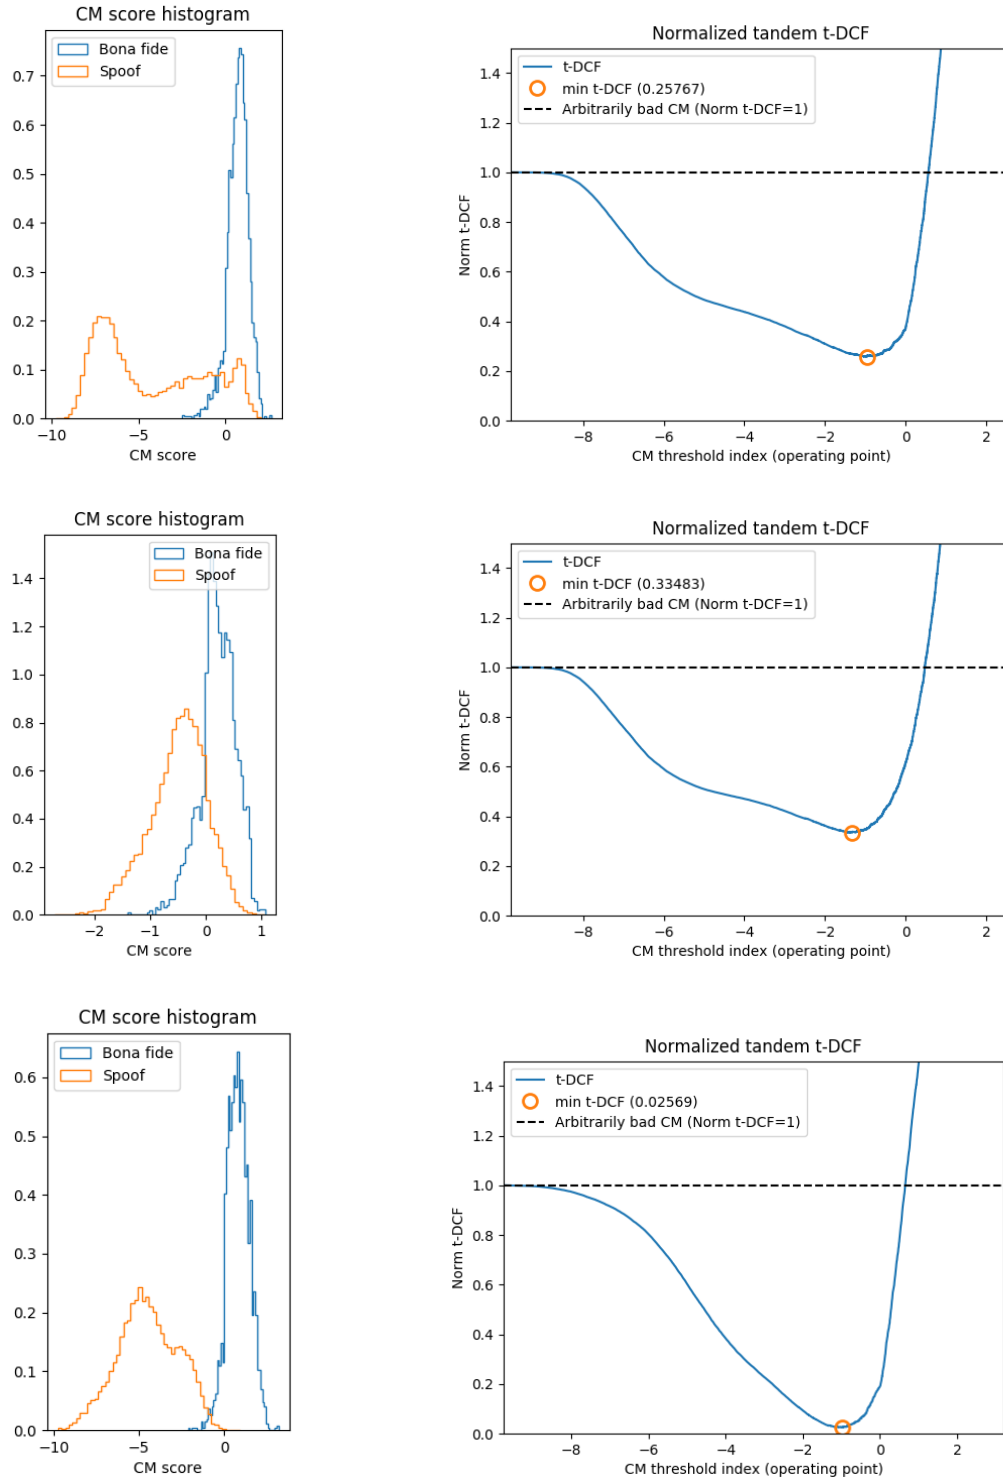 CM score histogram
Bona fide
Spoof
0.7
0.6
0.5
0.4
0.3
0.2
0.1
0.0
−10 −5 0
CM score
Normalized tandem t-DCF
t-DCF
min t-DCF (0.25767)
Arbitrarily bad CM (Norm t-DCF=1)
Norm t-DCF
1.4
1.2
1.0
0.8
0.6
0.4
0.2
0.0
−8 −6 −4 −2 0 2
CM threshold index (operating point)
CM score histogram
Bona fide
Spoof
1.4
1.2
1.0
0.8
0.6
0.4
0.2
0.0
−2 −1 0 1
CM score
Normalized tandem t-DCF
t-DCF
min t-DCF (0.33483)
Arbitrarily bad CM (Norm t-DCF=1)
Norm t-DCF
1.4
1.2
1.0
0.8
0.6
0.4
0.2
0.0
−8 −6 −4 −2 0 2
CM threshold index (operating point)
CM score histogram
Bona fide
Spoof
0.6
0.5
0.4
0.3
0.2
0.1
0.0
−10 −5 0
CM score
Normalized tandem t-DCF
t-DCF
min t-DCF (0.02569)
Arbitrarily bad CM (Norm t-DCF=1)
Norm t-DCF
1.4
1.2
1.0
0.8
0.6
0.4
0.2
0.0
−8 −6 −4 −2 0 2
CM threshold index (operating point)